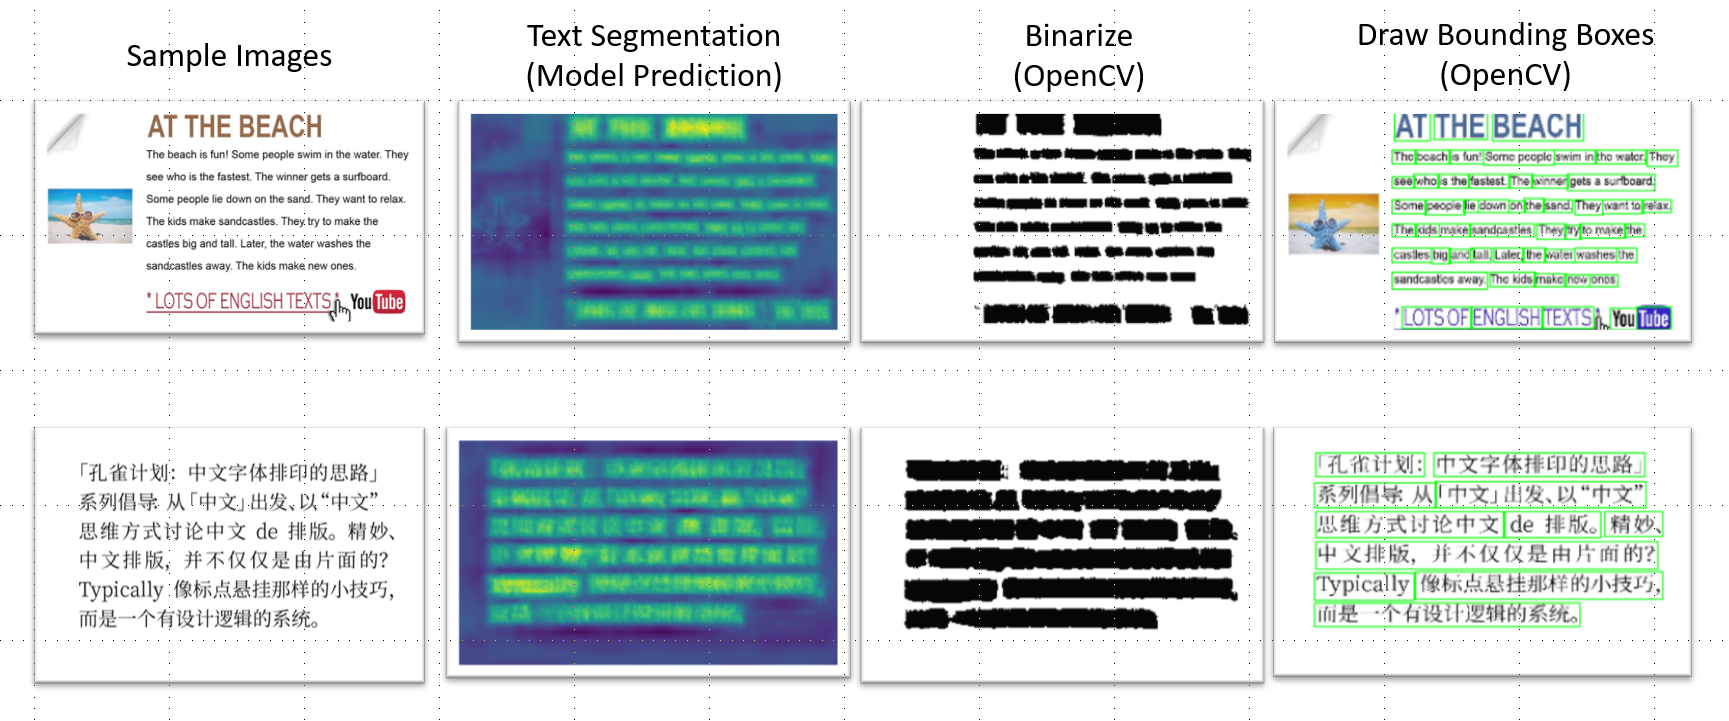 Sample Images
Text Segmentation
(Model Prediction)
Binarize
(OpenCV)
Draw Bounding Boxes
(OpenCV)
AT THE BEACH
The beach is fun! Some people swim in the water. They
see who is the fastest. The winner gets a surfboard.
Some people lie down on the sand. They want to relax.
The kids make sandcastles. They try to make the
castles big and tall. Later, the water washes the
sandcastles away. The kids make new ones.
* LOTS OF ENGLISH TEXTS * YouTube
AT THE BEACH
AT THE BEACH
The beach is fun! Some people swim in the water. They
see who is the fastest. The winner gets a surfboard.
Some people lie down on the sand. They want to relax.
The kids make sandcastles. They try to make the
castles big and tall. Later, the water washes the
sandcastles away. The kids make new ones.
* LOTS OF ENGLISH TEXTS * YouTube
「孔雀计划：中文字体排印的思路」
系列倡导：从「中文」出发、以“中文”
思维方式讨论中文 de 排版。精妙、
中文排版，并不仅仅是由片面的？
Typically 像标点悬挂那样的小技巧，
而是一个有设计逻辑的系统。
「孔雀计划：中文字体排印的思路」
系列倡导：从「中文」出发、以“中文”
思维方式讨论中文 de 排版。精妙、
中文排版，并不仅仅是由片面的？
Typically 像标点悬挂那样的小技巧，
而是一个有设计逻辑的系统。